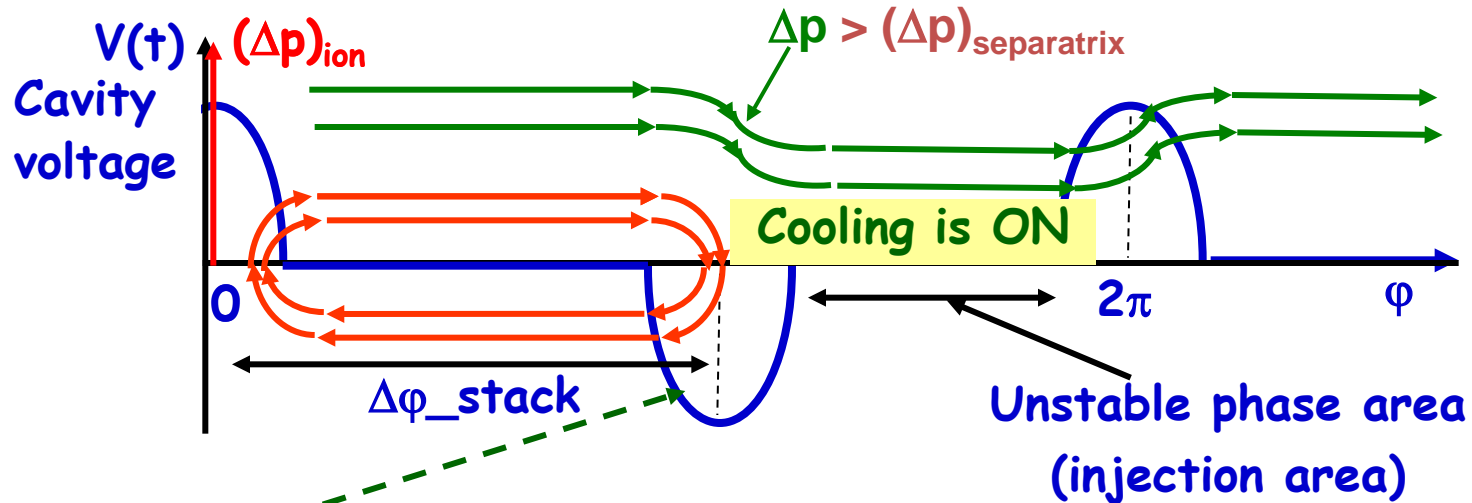 V(t)
(Δp)ion
Δp > (Δp)separatrix
Cavity
voltage
Cooling is ON
0
2π
φ
Δφ_stack
Unstable phase area
(injection area)